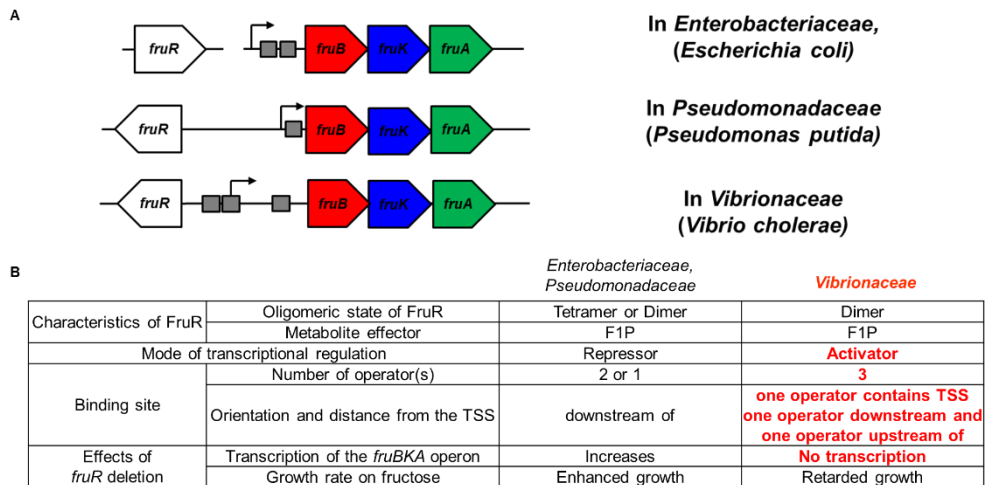 A
fruR fruB fruK fruA
In Enterobacteriaceae,
(Escherichia coli)
fruR fruB fruK fruA
In Pseudomonadaceae
(Pseudomonas putida)
fruR fruB fruK fruA
In Vibrionaceae
(Vibrio cholerae)
B
Enterobacteriaceae,
Pseudomonadaceae
Vibrionaceae
Characteristics of FruR
Oligomeric state of FruR
Tetramer or Dimer
Dimer
Metabolite effector
F1P
F1P
Mode of transcriptional regulation
Repressor
Activator
Binding site
Number of operator(s)
2 or 1
3
Orientation and distance from the TSS
downstream of
one operator contains TSS
one operator downstream and
one operator upstream of
Effects of
fruR deletion
Transcription of the fruBKA operon
Increases
No transcription
Growth rate on fructose
Enhanced growth
Retarded growth